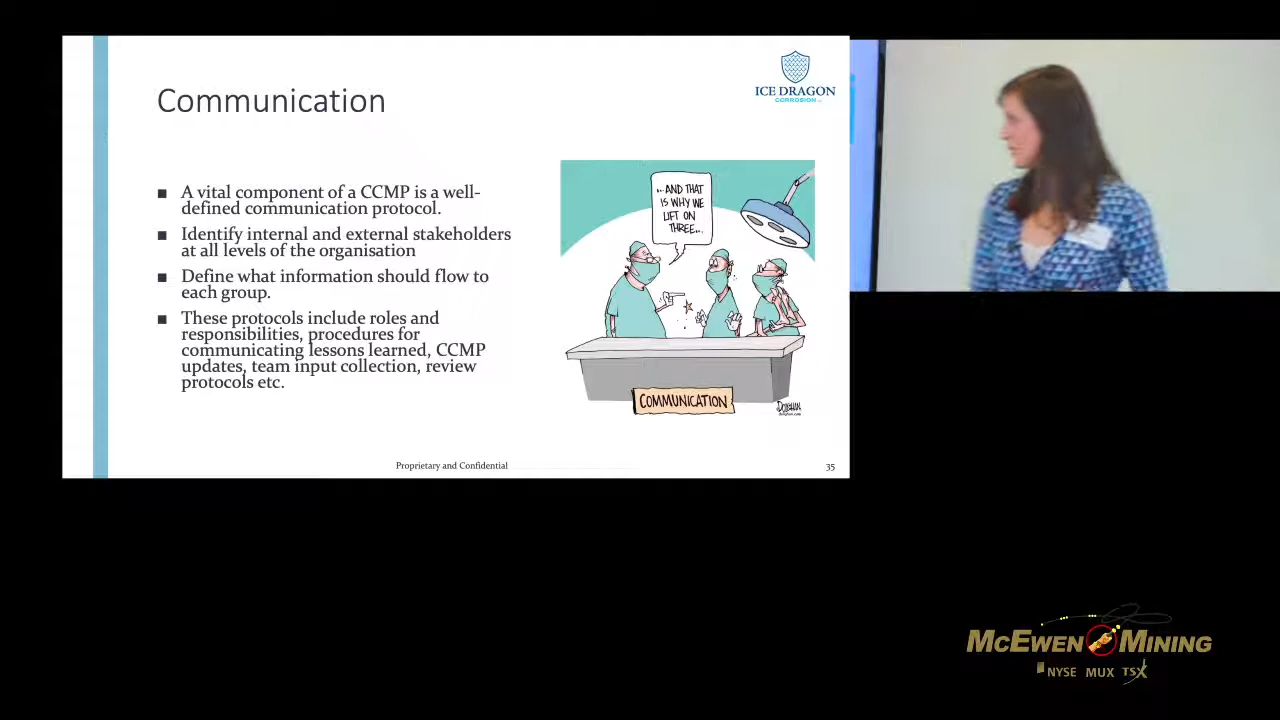 Communication
ICE DRAGON
CORROSION
■ A vital component of a CCMP is a well-
defined communication protocol.
■ Identify internal and external stakeholders
at all levels of the organisation
■ Define what information should flow to
each group.
■ These protocols include roles and
responsibilities, procedures for
communicating lessons learned, CCMP
updates, team input collection, review
protocols etc.
...AND THAT
IS WHY WE
LIFT ON
THREE...
COMMUNICATION
Proprietary and Confidential
35
MCEWEN MINING
NYSE MUX TSX